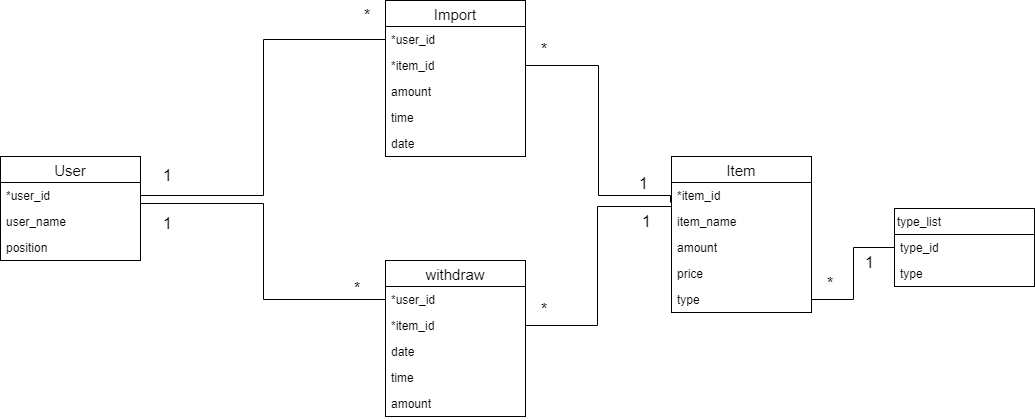 *
Import
*user_id
*item_id
amount
time
date
*
User
*user_id
user_name
position
1
1
*
withdraw
*user_id
*item_id
date
time
amount
*
1
1
Item
*item_id
item_name
amount
price
type
*
1
type_list
type_id
type